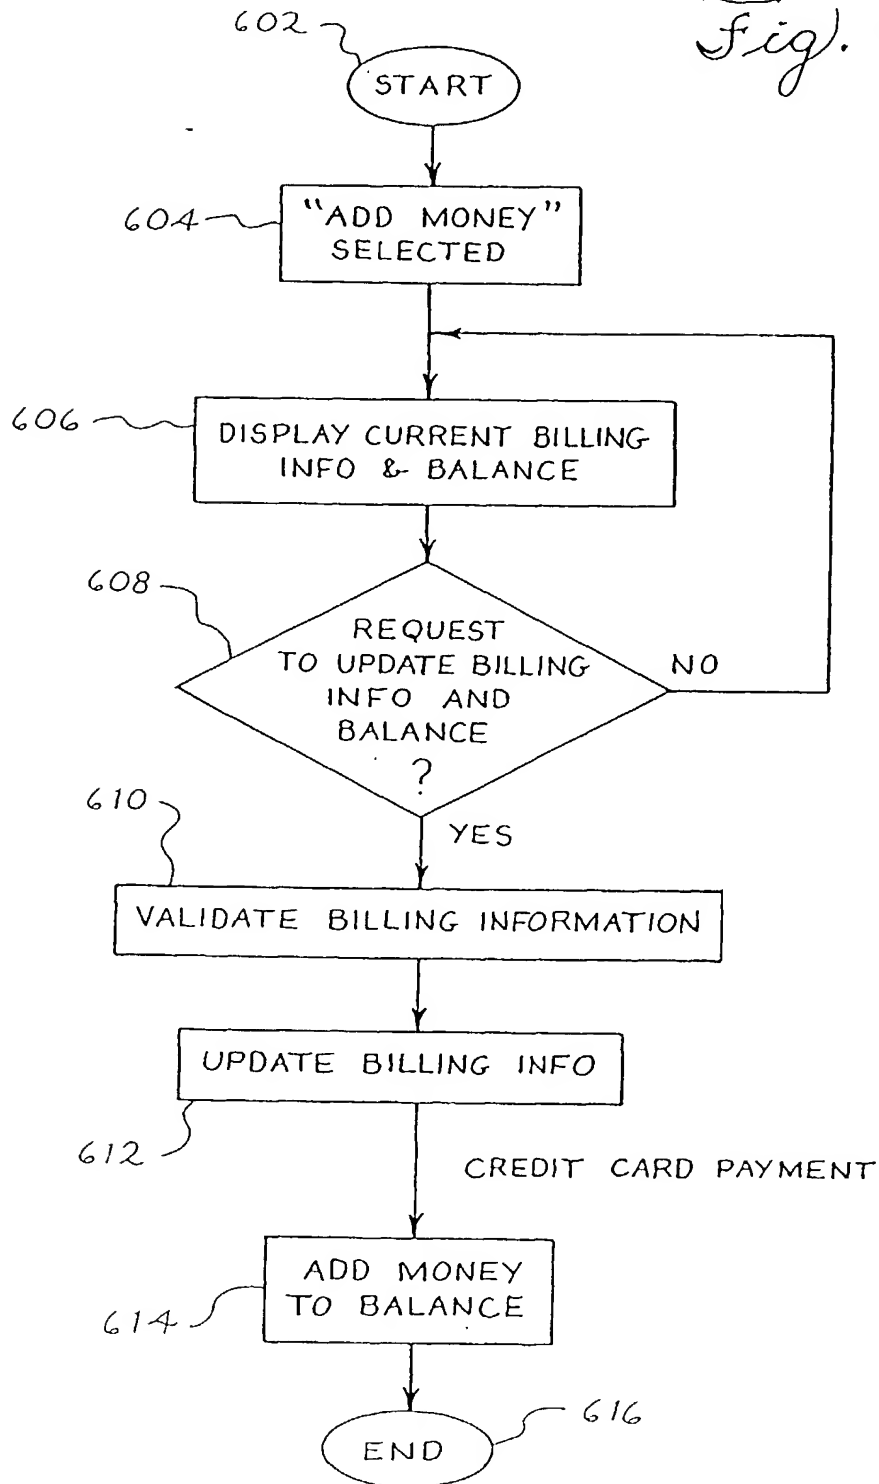 Fig.
602
START
604
"ADD MONEY"
SELECTED
606
DISPLAY CURRENT BILLING
INFO & BALANCE
608
REQUEST
TO UPDATE BILLING
INFO AND
BALANCE
?
NO
YES
610
VALIDATE BILLING INFORMATION
UPDATE BILLING INFO
612
CREDIT CARD PAYMENT
ADD MONEY
TO BALANCE
614
616
END